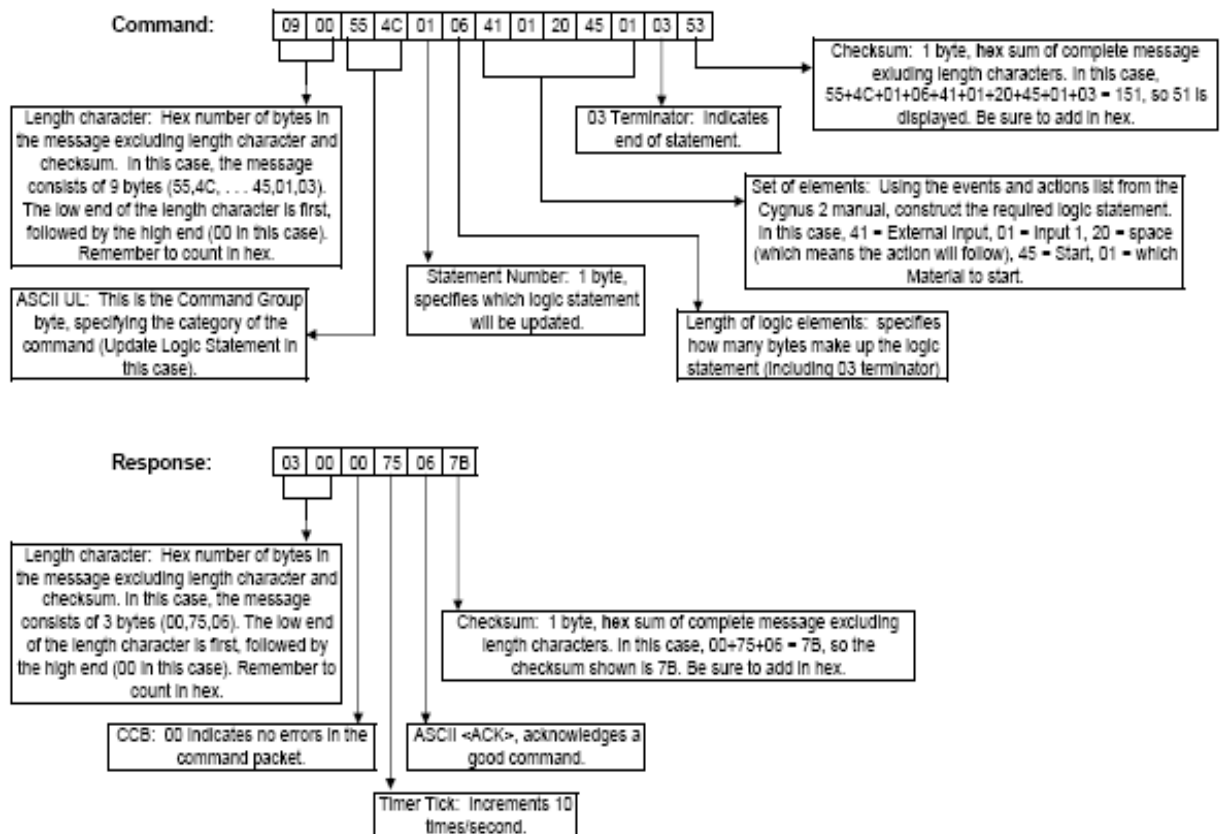 Command:
09 00 55 4C 01 06 41 01 20 45 01 03 53
Checksum: 1 byte, hex sum of complete message
exluding length characters. In this case,
55+4C+01+06+41+01+20+45+01+03 = 151, so 51 is
displayed. Be sure to add in hex.
Length character: Hex number of bytes in
the message excluding length character and
checksum. In this case, the message
consists of 9 bytes (55,4C, . . . 45,01,03).
The low end of the length character is first,
followed by the high end (00 in this case).
Remember to count in hex.
03 Terminator: Indicates
end of statement.
Set of elements: Using the events and actions list from the
Cygnus 2 manual, construct the required logic statement.
In this case, 41 = External Input, 01 = Input 1, 20 = space
(which means the action will follow), 45 = Start, 01 = which
Material to start.
Statement Number: 1 byte,
specifies which logic statement
will be updated.
ASCII UL: This is the Command Group
byte, specifying the category of the
command (Update Logic Statement in
this case).
Length of logic elements: specifies
how many bytes make up the logic
statement (including 03 terminator)
Response:
03 00 00 75 06 7B
Length character: Hex number of bytes in
the message excluding length character and
checksum. In this case, the message
consists of 3 bytes (00,75,06). The low end
of the length character is first, followed by
the high end (00 in this case). Remember to
count in hex.
Checksum: 1 byte, hex sum of complete message excluding
length characters. In this case, 00+75+06 = 7B, so the
checksum shown is 7B. Be sure to add in hex.
CCB: 00 indicates no errors in the
command packet.
ASCII <ACK>, acknowledges a
good command.
Timer Tick: Increments 10
times/second.